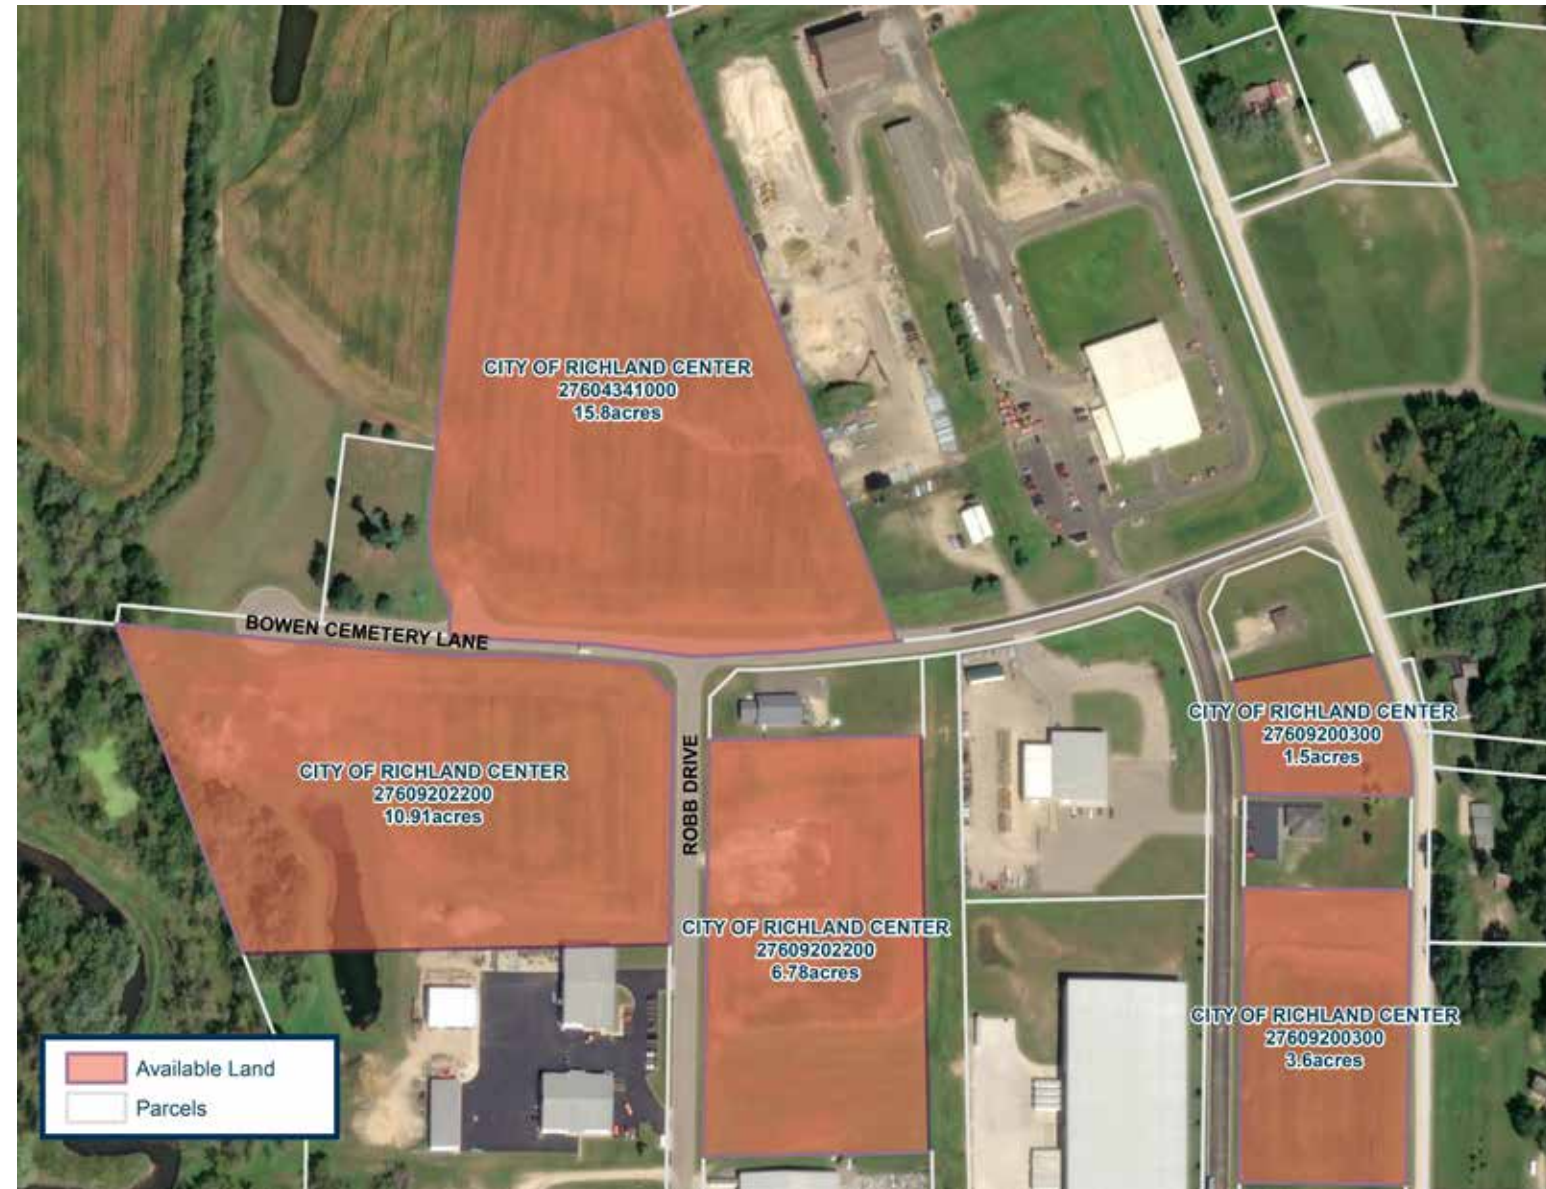 CITY OF RICHLAND CENTER
27604341000
15.8acres
BOWEN CEMETERY LANE
CITY OF RICHLAND CENTER
27609202200
10.91acres
ROBB DRIVE
CITY OF RICHLAND CENTER
27609200300
1.5acres
CITY OF RICHLAND CENTER
27609202200
6.78acres
CITY OF RICHLAND CENTER
27609200300
3.6acres
Available Land
Parcels